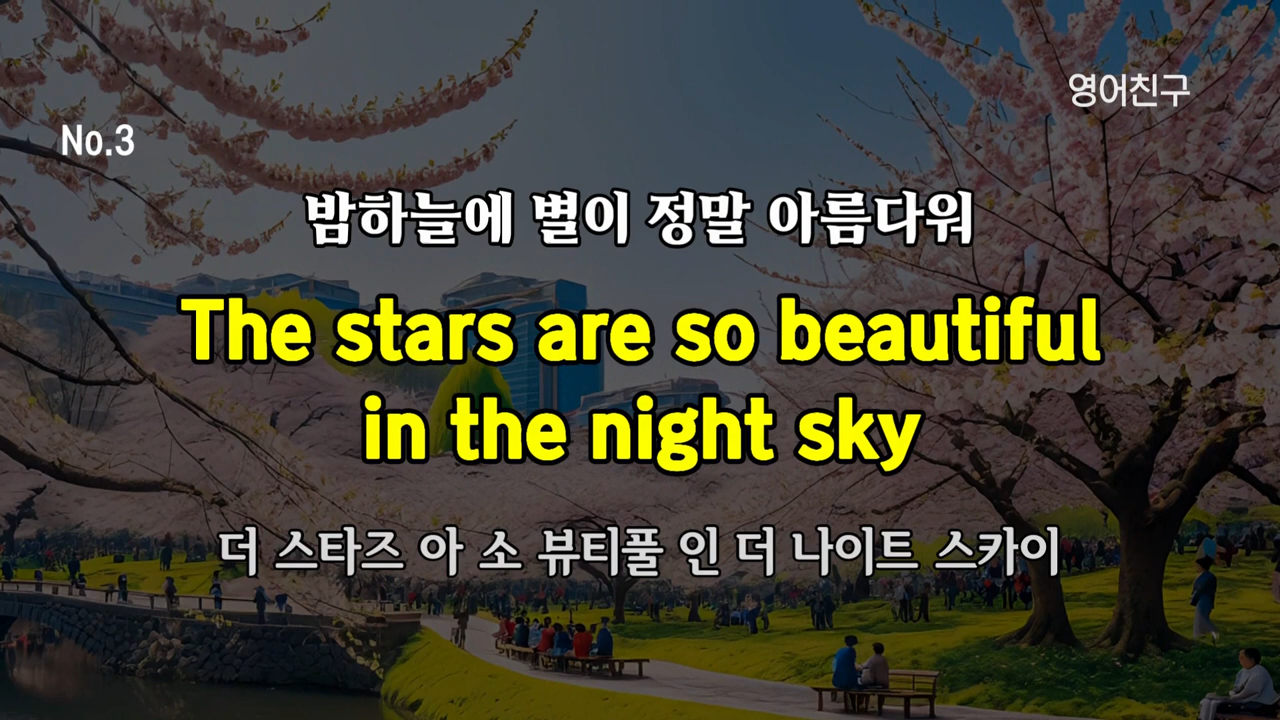 영어친구
No.3
밤하늘에 별이 정말 아름다워
The stars are so beautiful
in the night sky
더 스타즈 아 소 뷰티풀 인 더 나이트 스카이